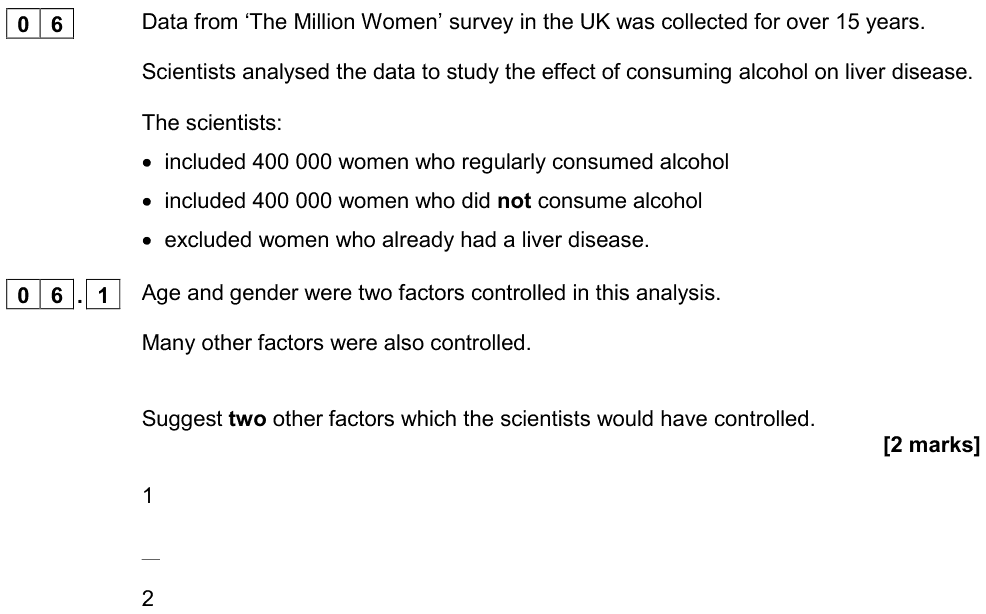 0 6 Data from ‘The Million Women’ survey in the UK was collected for over 15 years.
Scientists analysed the data to study the effect of consuming alcohol on liver disease.
The scientists:
• included 400 000 women who regularly consumed alcohol
• included 400 000 women who did not consume alcohol
• excluded women who already had a liver disease.
0 6 . 1 Age and gender were two factors controlled in this analysis.
Many other factors were also controlled.
Suggest two other factors which the scientists would have controlled.
[2 marks]
1
2